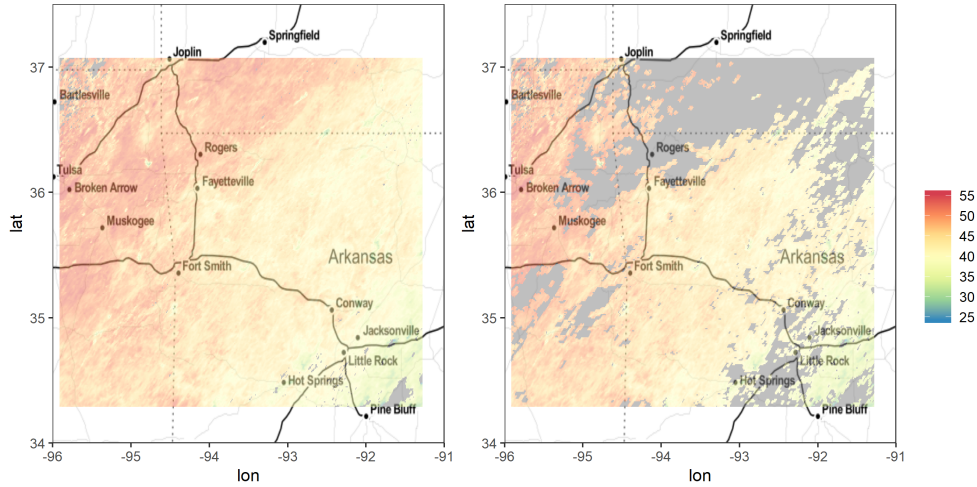 Springfield
Joplin
Bartlesville
Rogers
Tulsa
Broken Arrow
Fayetteville
Muskogee
Arkansas
Fort Smith
Conway
Jacksonville
Little Rock
Hot Springs
Pine Bluff
37
36
35
34
lat
-96
-95
-94
-93
-92
-91
lon
Springfield
Joplin
Bartlesville
Rogers
Tulsa
Broken Arrow
Fayetteville
Muskogee
Arkansas
Fort Smith
Conway
Jacksonville
Little Rock
Hot Springs
Pine Bluff
37
36
35
34
lat
-96
-95
-94
-93
-92
-91
lon
55
50
45
40
35
30
25